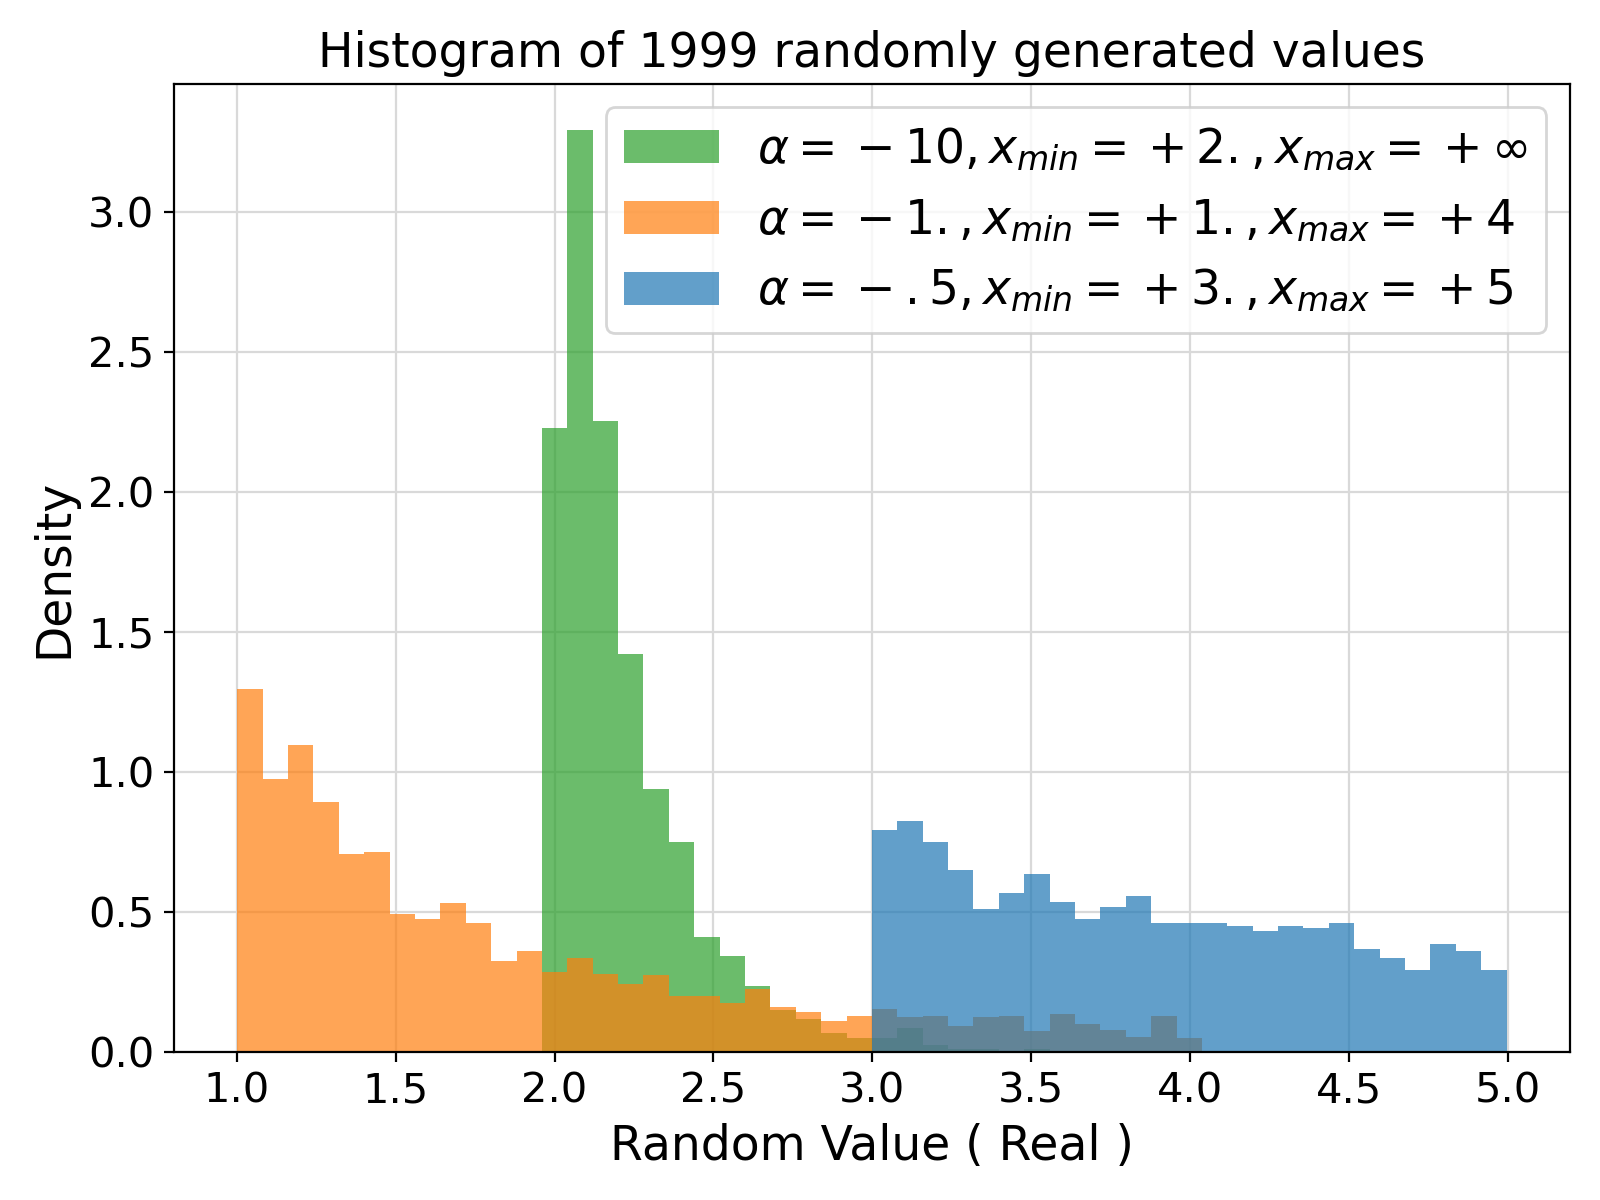 Histogram of 1999 randomly generated values
α = − 10, x_min = + 2. , x_max = + ∞
α = − 1. , x_min = + 1. , x_max = + 4
α = − . 5, x_min = + 3. , x_max = + 5
3.0
2.5
2.0
1.5
1.0
0.5
0.0
Density
1.0 1.5 2.0 2.5 3.0 3.5 4.0 4.5 5.0
Random Value ( Real )